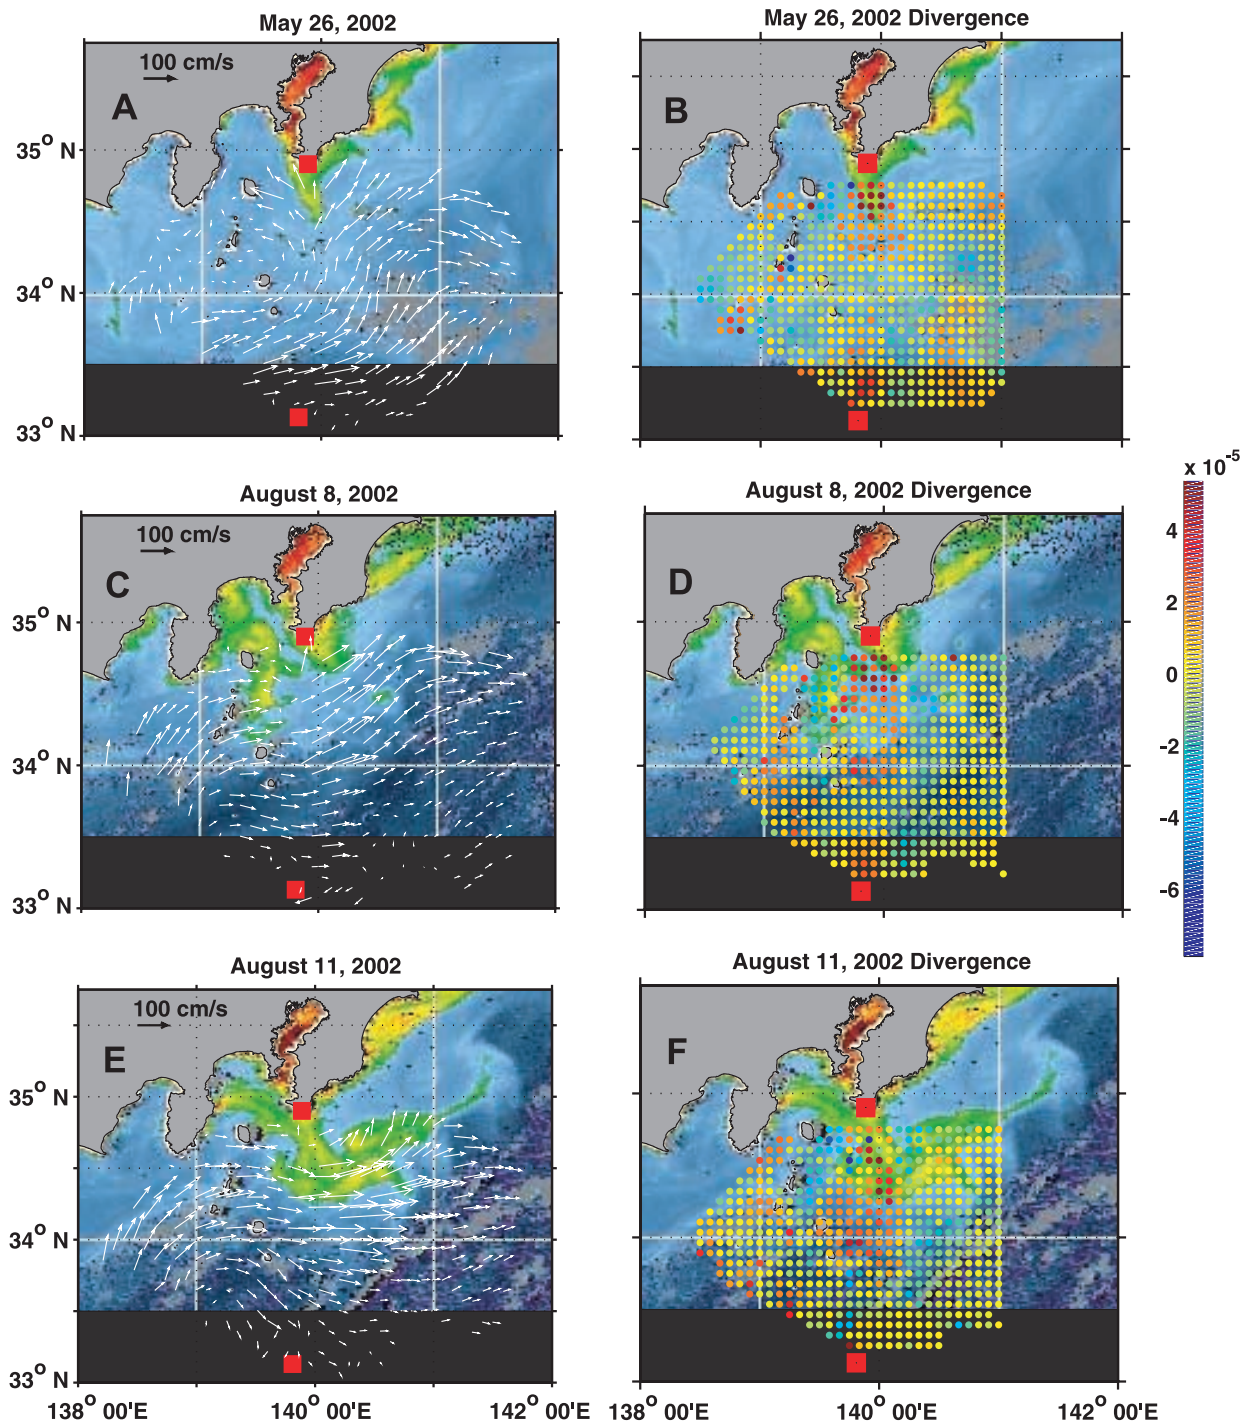 May 26, 2002
May 26, 2002 Divergence
100 cm/s
A
B
35° N
34° N
33° N
August 8, 2002
August 8, 2002 Divergence
100 cm/s
C
D
35° N
34° N
33° N
x 10⁻⁵
4
2
0
-2
-4
-6
August 11, 2002
August 11, 2002 Divergence
100 cm/s
E
F
35° N
34° N
33° N
138° 00'E 140° 00'E 142° 00'E 138° 00'E 140° 00'E 142° 00'E